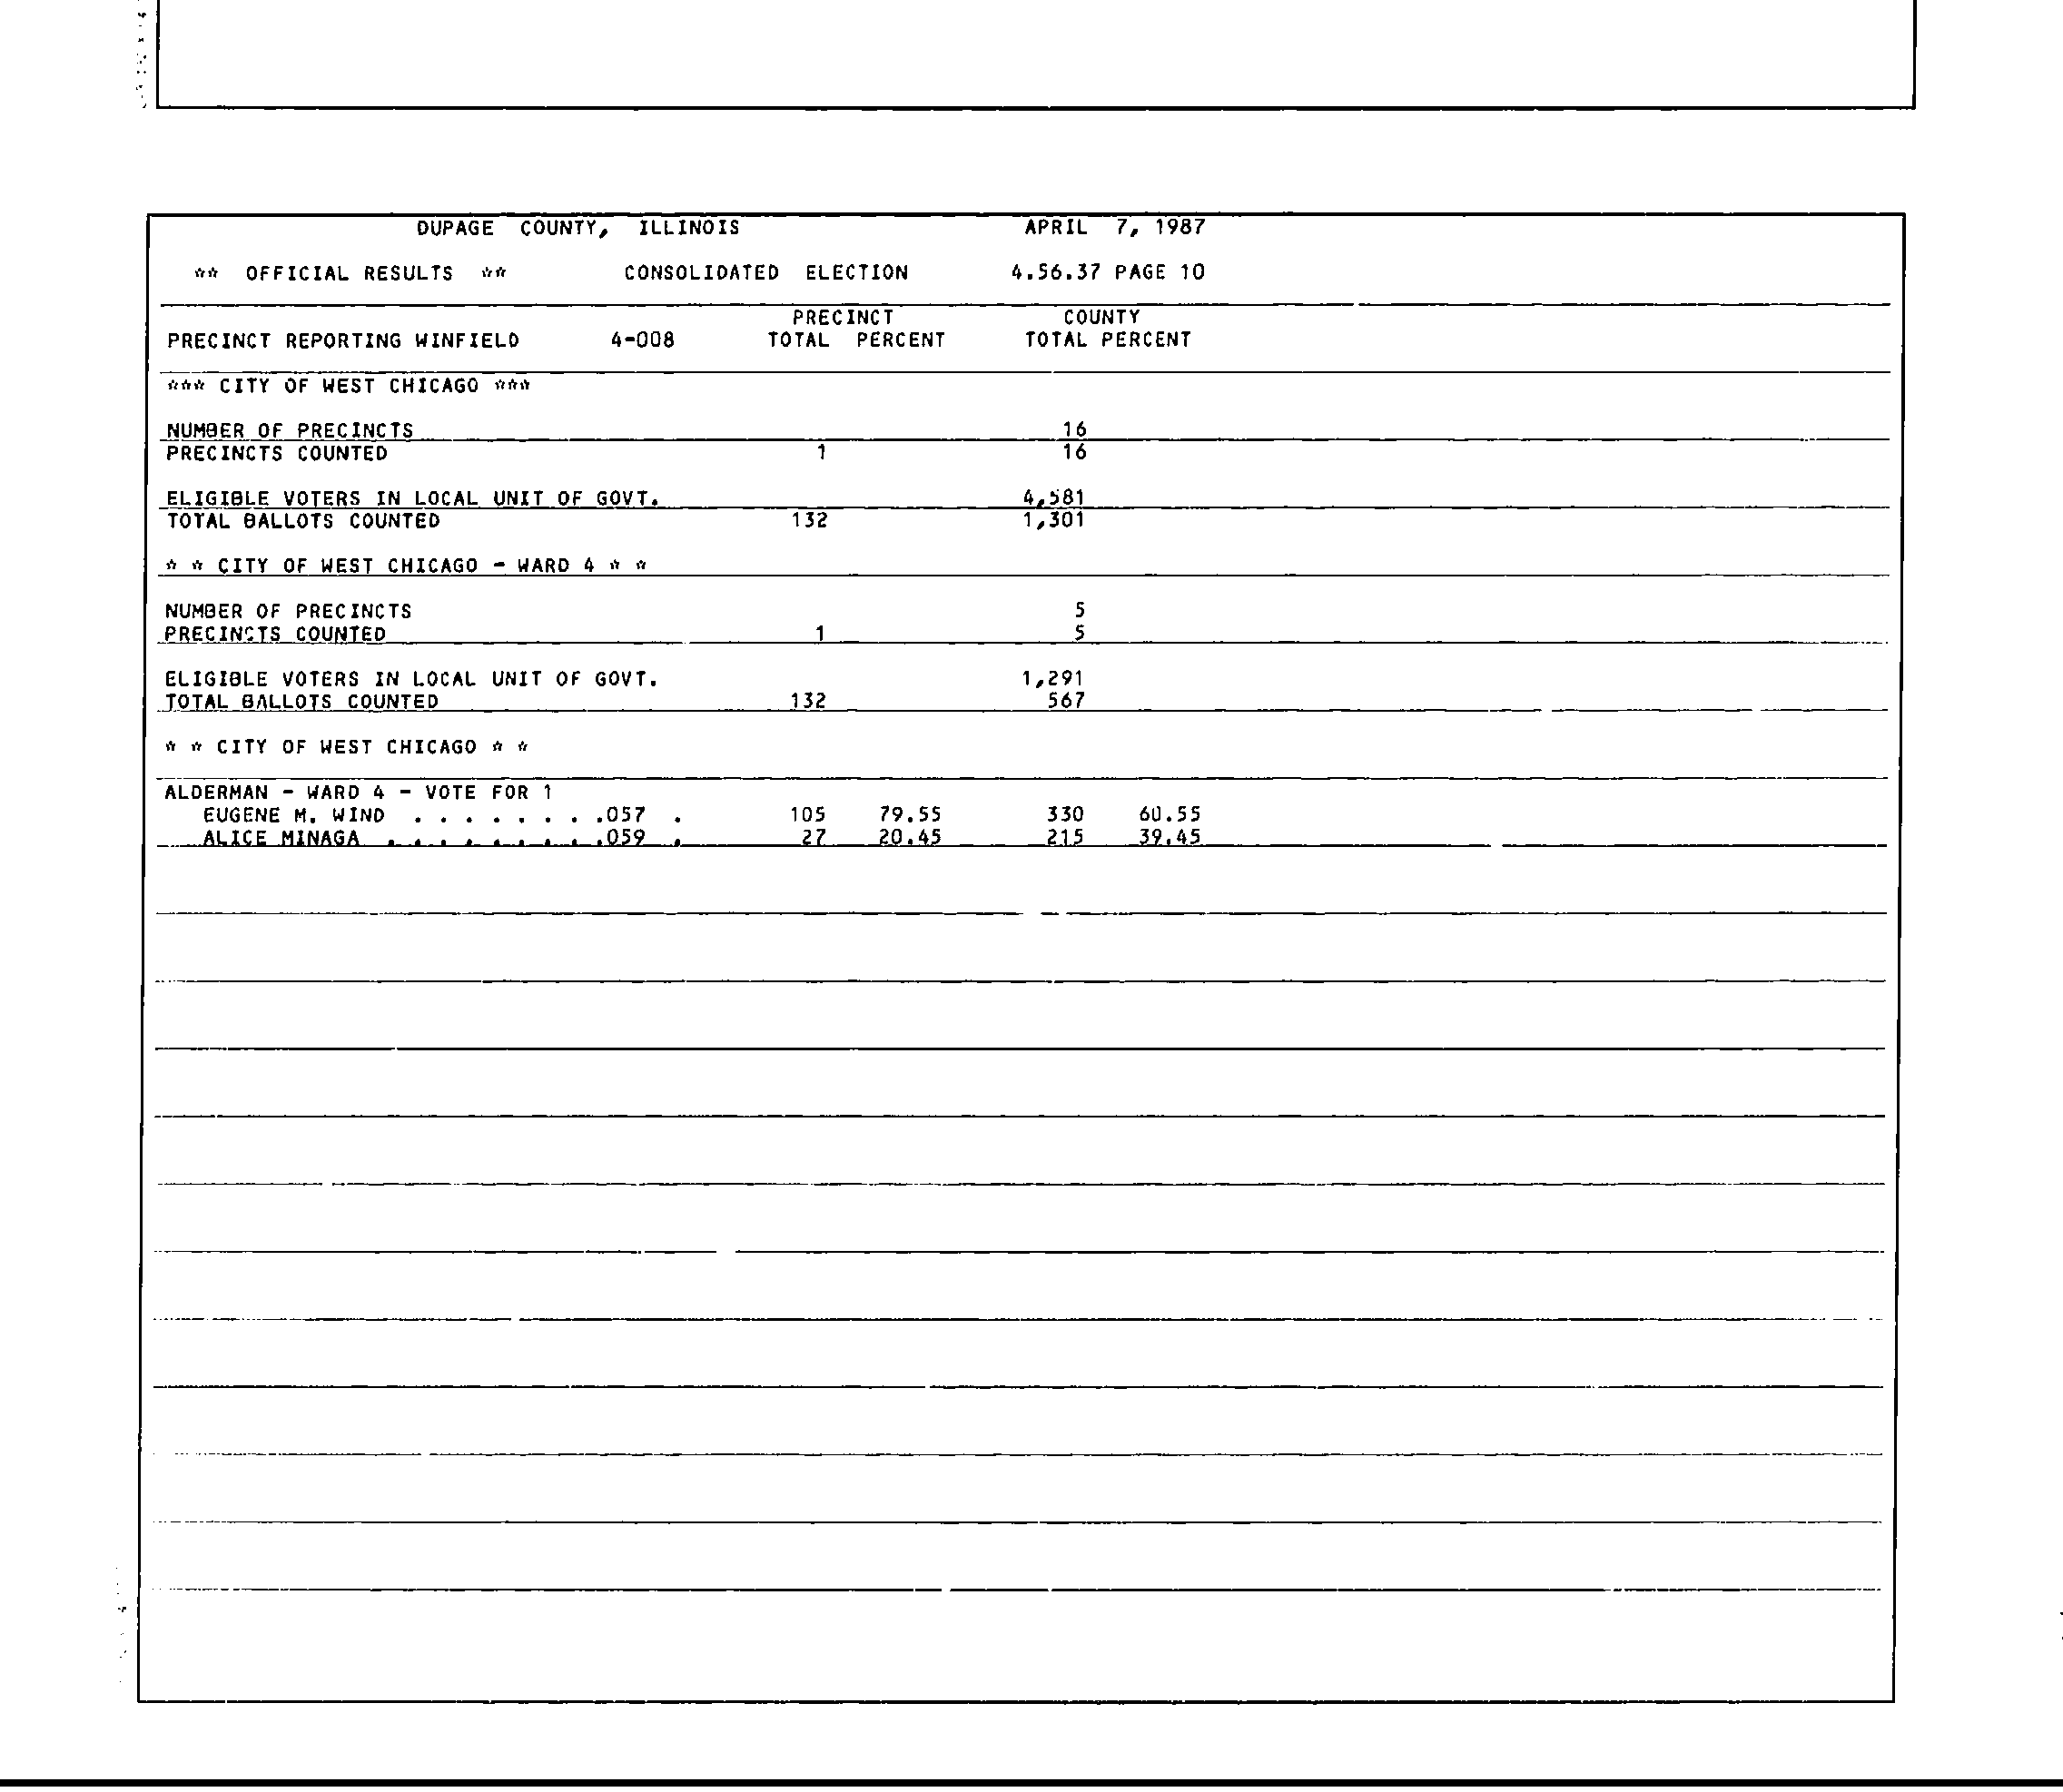 DUPAGE COUNTY, ILLINOIS APRIL 7, 1987
** OFFICIAL RESULTS ** CONSOLIDATED ELECTION 4.56.37 PAGE 10
PRECINCT COUNTY
PRECINCT REPORTING WINFIELD 4-008 TOTAL PERCENT TOTAL PERCENT
*** CITY OF WEST CHICAGO ***
NUMBER OF PRECINCTS 16
PRECINCTS COUNTED 1 16
ELIGIBLE VOTERS IN LOCAL UNIT OF GOVT. 4,581
TOTAL BALLOTS COUNTED 132 1,301
* * CITY OF WEST CHICAGO - WARD 4 * *
NUMBER OF PRECINCTS 5
PRECINCTS COUNTED 1 5
ELIGIBLE VOTERS IN LOCAL UNIT OF GOVT. 1,291
TOTAL BALLOTS COUNTED 132 567
* * CITY OF WEST CHICAGO * *
ALDERMAN - WARD 4 - VOTE FOR 1
EUGENE M. WIND . . . . . . . .057 . 105 79.55 330 60.55
ALICE MINAGA . . . . . . . . .059 . 27 20.45 215 39.45